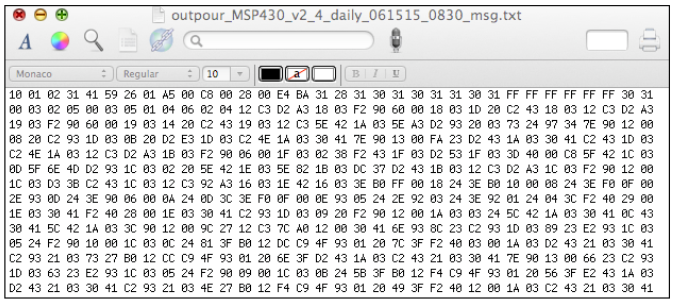 outpour_MSP430_v2_4_daily_061515_0830_msg.txt
A
Monaco Regular 10 a B I U
10 01 02 31 41 59 26 01 A5 00 C8 00 28 00 E4 BA 31 28 31 30 31 30 31 30 31 31 FF FF FF FF FF FF 30 31
00 03 02 05 00 03 05 01 04 06 02 04 12 C3 D2 A3 18 03 F2 90 60 00 18 03 1D 20 C2 43 18 03 12 C3 D2 A3
19 03 F2 90 60 00 19 03 14 20 C2 43 19 03 12 C3 5E 42 1A 03 5E A3 D2 93 20 03 73 24 97 34 7E 90 12 00
08 20 C2 93 1D 03 0B 20 D2 E3 1D 03 C2 4E 1A 03 30 41 7E 90 13 00 FA 23 D2 43 1A 03 30 41 C2 43 1D 03
C2 4E 1A 03 12 C3 D2 A3 1B 03 F2 90 06 00 1F 03 02 38 F2 43 1F 03 D2 53 1F 03 3D 40 00 C8 5F 42 1C 03
0D 5F 6E 4D D2 93 1C 03 02 20 5E 42 1E 03 5E 82 1B 03 DC 37 D2 43 1B 03 12 C3 D2 A3 1C 03 F2 90 12 00
1C 03 D3 3B C2 43 1C 03 12 C3 92 A3 16 03 1E 42 16 03 3E B0 FF 00 18 24 3E B0 10 00 08 24 3E F0 0F 00
2E 93 0D 24 3E 90 06 00 0A 24 0D 3C 3E F0 0F 00 0E 93 05 24 2E 92 03 24 3E 92 01 24 04 3C F2 40 29 00
1E 03 30 41 F2 40 28 00 1E 03 30 41 C2 93 1D 03 09 20 F2 90 12 00 1A 03 03 24 5C 42 1A 03 30 41 0C 43
30 41 5C 42 1A 03 3C 90 12 00 9C 27 12 C3 7C A0 12 00 30 41 6E 93 8C 23 C2 93 1D 03 89 23 E2 93 1C 03
05 24 F2 90 10 00 1C 03 0C 24 81 3F B0 12 DC C9 4F 93 01 20 7C 3F F2 40 03 00 1A 03 D2 43 21 03 30 41
C2 93 21 03 73 27 B0 12 CC C9 4F 93 01 20 6E 3F D2 43 1A 03 C2 43 21 03 30 41 7E 90 13 00 66 23 C2 93
1D 03 63 23 E2 93 1C 03 05 24 F2 90 09 00 1C 03 0B 24 5B 3F B0 12 F4 C9 4F 93 01 20 56 3F E2 43 1A 03
D2 43 21 03 30 41 C2 93 21 03 4E 27 B0 12 F4 C9 4F 93 01 20 49 3F F2 40 12 00 1A 03 C2 43 21 03 30 41